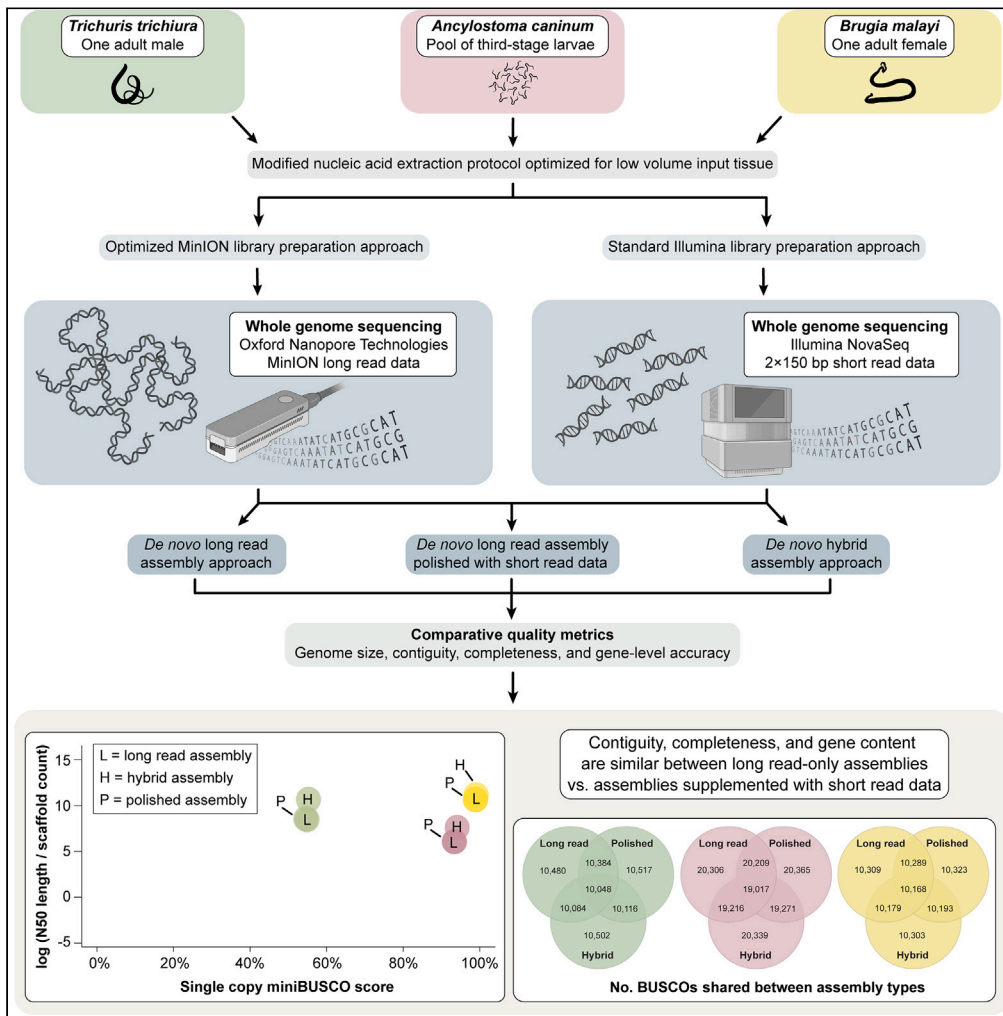 Trichuris trichiura
One adult male
Ancylostoma caninum
Pool of third-stage larvae
Brugia malayi
One adult female
Modified nucleic acid extraction protocol optimized for low volume input tissue
Optimized MinION library preparation approach
Standard Illumina library preparation approach
Whole genome sequencing
Oxford Nanopore Technologies
MinION long read data
Whole genome sequencing
Illumina NovaSeq
2×150 bp short read data
De novo long read
assembly approach
De novo long read assembly
polished with short read data
De novo hybrid
assembly approach
Comparative quality metrics
Genome size, contiguity, completeness, and gene-level accuracy
log (N50 length / scaffold count)
15
10
5
0
-5
L = long read assembly
H = hybrid assembly
P = polished assembly
P
H
L
P
H
L
H
P
L
0%
20%
40%
60%
80%
100%
Single copy miniBUSCO score
Contiguity, completeness, and gene content
are similar between long read-only assemblies
vs. assemblies supplemented with short read data
Long read
Polished
10,480
10,384
10,517
10,048
10,084
10,116
10,502
Hybrid
Long read
Polished
20,306
20,209
20,365
19,017
19,216
19,271
20,339
Hybrid
Long read
Polished
10,309
10,289
10,323
10,168
10,179
10,193
10,303
Hybrid
No. BUSCOs shared between assembly types